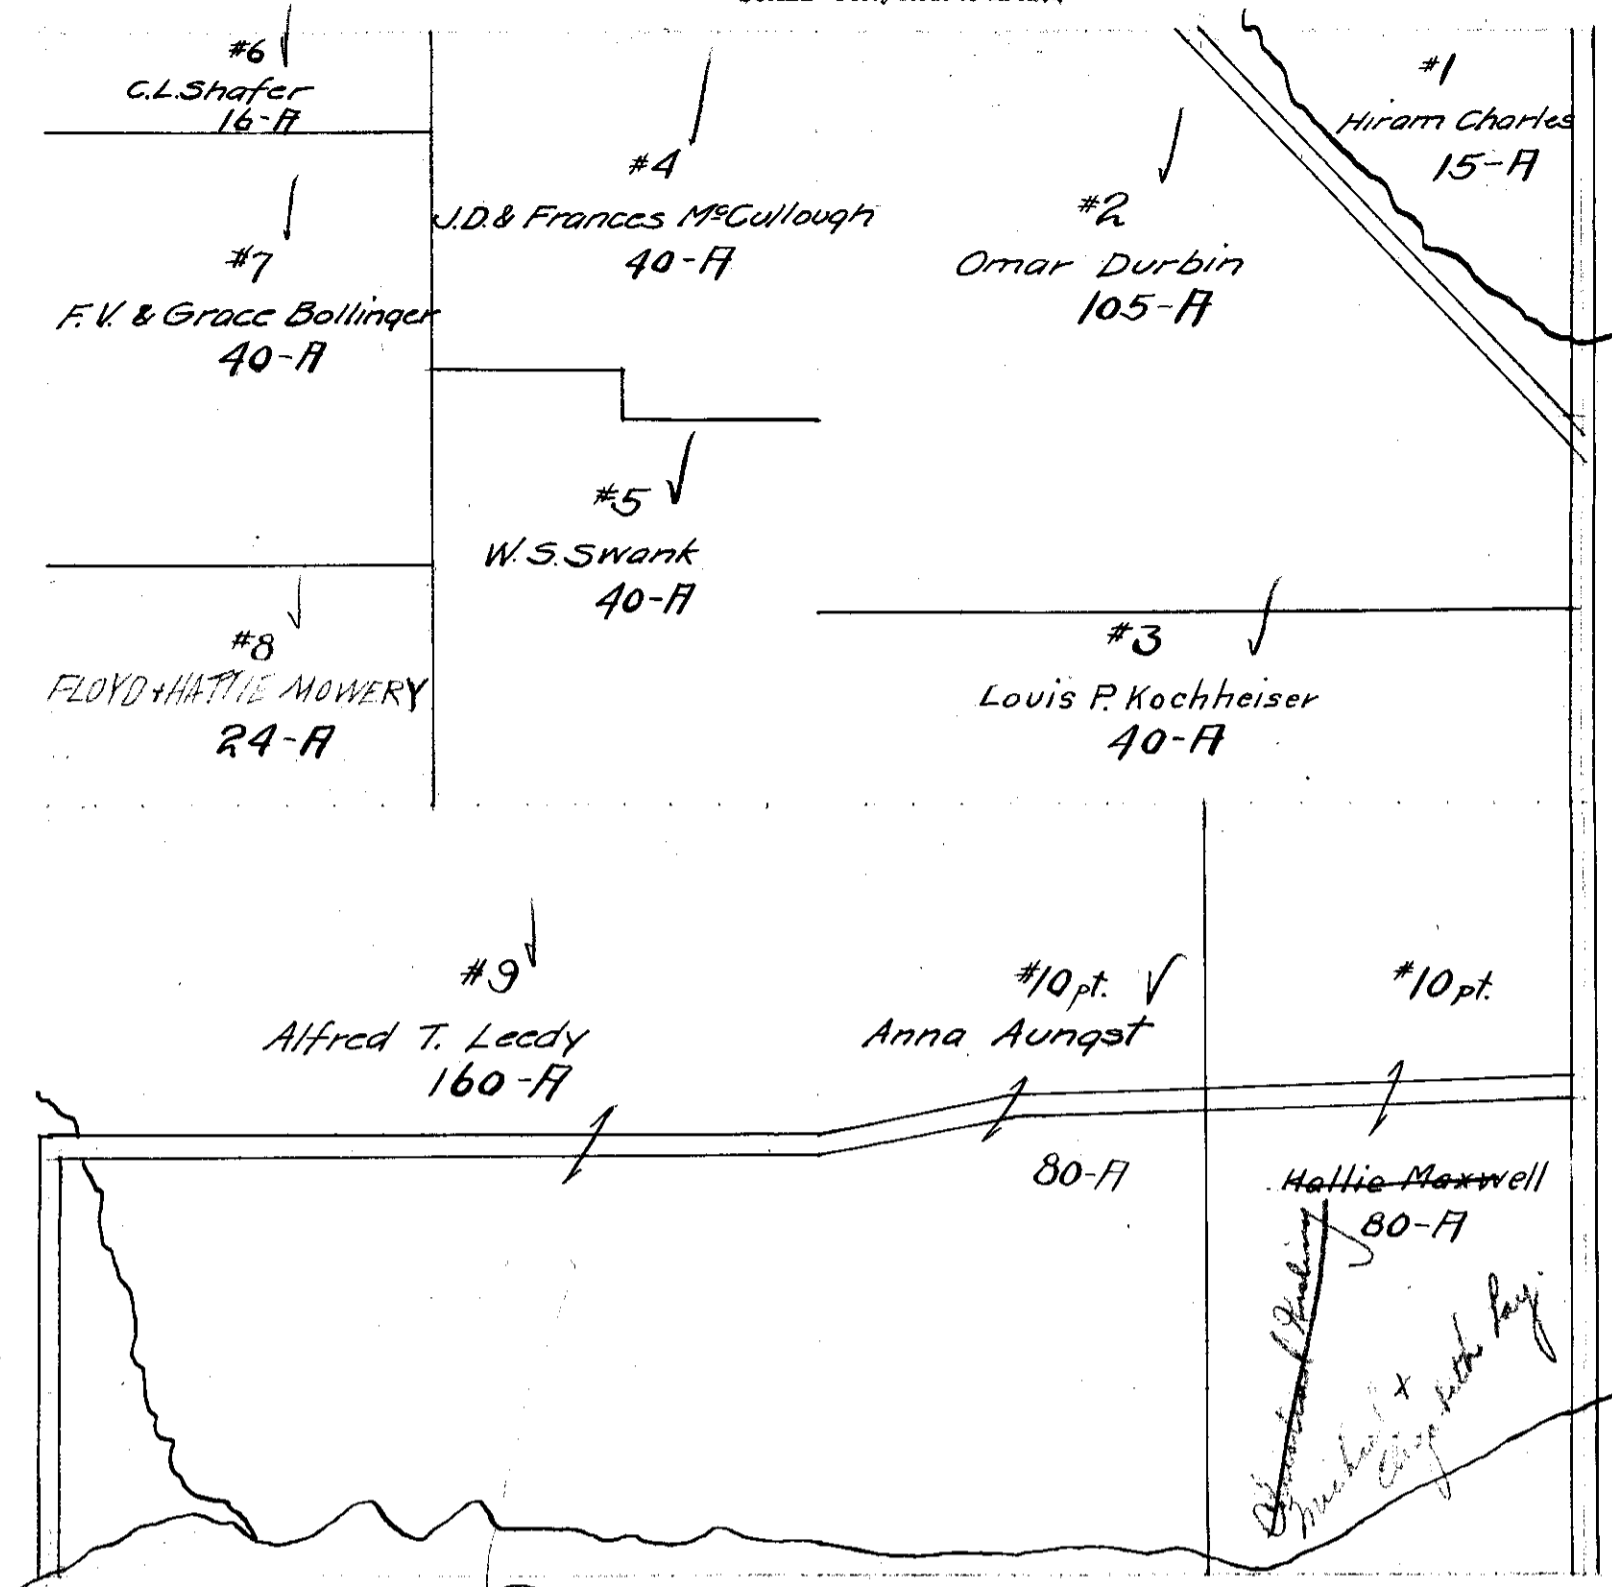 #6
C.L. Shafer
16-A
#7
F.V. & Grace Bollinger
40-A
#8
FLOYD + HATTIE MOWERY
24-A
#4
J.D. & Frances McCullough
40-A
#5
W.S. Swank
40-A
#2
Omar Durbin
105-A
#1
Hiram Charles
15-A
#3
Louis P. Kochheiser
40-A
#9
Alfred T. Leedy
160-A
#10 pt.
Anna Aungst
80-A
#10 pt.
Hallie Maxwell
80-A
Michael +
Elizabeth